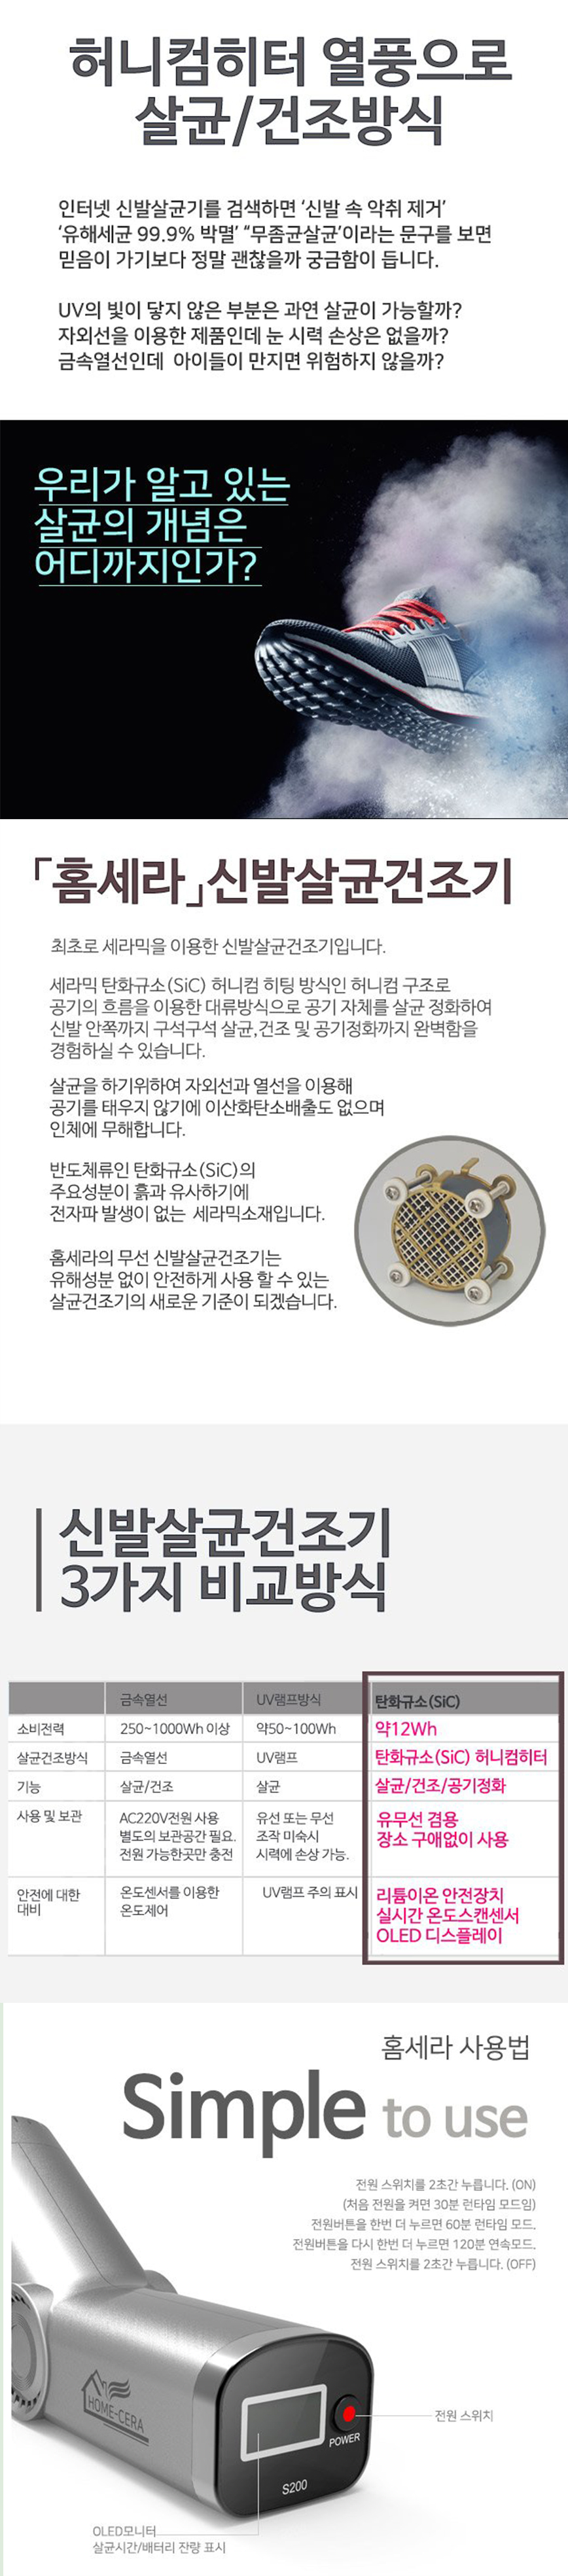 허니컴히터 열풍으로
살균/건조방식
인터넷 신발살균기를 검색하면 ‘신발 속 악취 제거’
‘유해세균 99.9% 박멸’ “무좀균살균’이라는 문구를 보면
믿음이 가기보다 정말 괜찮을까 궁금함이 듭니다.
UV의 빛이 닿지 않은 부분은 과연 살균이 가능할까?
자외선을 이용한 제품인데 눈 시력 손상은 없을까?
금속열선인데 아이들이 만지면 위험하지 않을까?
우리가 알고 있는
살균의 개념은
어디까지인가?
「홈세라」신발살균건조기
최초로 세라믹을 이용한 신발살균건조기입니다.
세라믹 탄화규소(SiC) 허니컴 히팅 방식인 허니컴 구조로
공기의 흐름을 이용한 대류방식으로 공기 자체를 살균 정화하여
신발 안쪽까지 구석구석 살균,건조 및 공기정화까지 완벽함을
경험하실 수 있습니다.
살균을 하기위하여 자외선과 열선을 이용해
공기를 태우지 않기에 이산화탄소배출도 없으며
인체에 무해합니다.
반도체류인 탄화규소(SiC)의
주요성분이 흙과 유사하기에
전자파 발생이 없는 세라믹소재입니다.
홈세라의 무선 신발살균건조기는
유해성분 없이 안전하게 사용 할 수 있는
살균건조기의 새로운 기준이 되겠습니다.
신발살균건조기
3가지 비교방식
금속열선 UV램프방식 탄화규소(SiC)
소비전력 250~1000Wh 이상 약50~100Wh 약12Wh
살균건조방식 금속열선 UV램프 탄화규소(SiC) 허니컴히터
기능 살균/건조 살균 살균/건조/공기정화
사용 및 보관 AC220V전원 사용 유선 또는 무선 유무선 겸용
별도의 보관공간 필요. 조작 미숙시 장소 구애없이 사용
전원 가능한곳만 충전 시력에 손상 가능.
안전에 대한 온도센서를 이용한 UV램프 주의 표시 리튬이온 안전장치
대비 온도제어 실시간 온도스캔센서
OLED 디스플레이
홈세라 사용법
Simple to use
전원 스위치를 2초간 누릅니다. (ON)
(처음 전원을 켜면 30분 런타임 모드임)
전원버튼을 한번 더 누르면 60분 런타임 모드.
전원버튼을 다시 한번 더 누르면 120분 연속모드.
전원 스위치를 2초간 누릅니다. (OFF)
HOME-CERA
전원 스위치
POWER
S200
OLED모니터
살균시간/배터리 잔량 표시